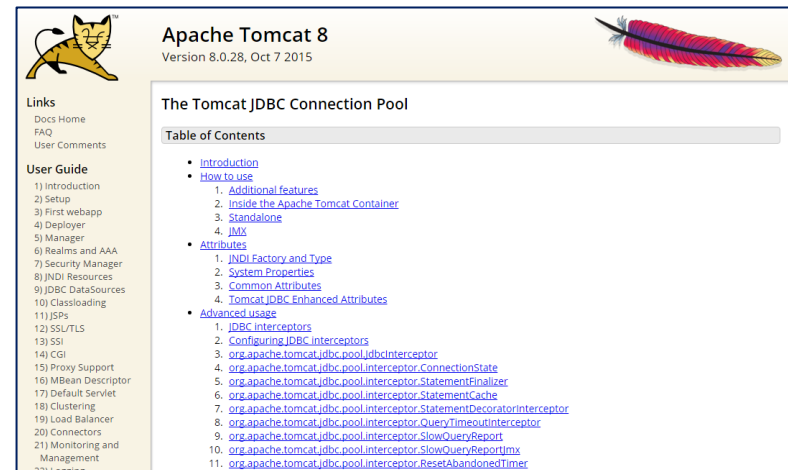 Apache Tomcat 8
Version 8.0.28, Oct 7 2015
Links
Docs Home
FAQ
User Comments
User Guide
1) Introduction
2) Setup
3) First webapp
4) Deployer
5) Manager
6) Realms and AAA
7) Security Manager
8) JNDI Resources
9) JDBC DataSources
10) Classloading
11) JSPs
12) SSL/TLS
13) SSI
14) CGI
15) Proxy Support
16) MBean Descriptor
17) Default Servlet
18) Clustering
19) Load Balancer
20) Connectors
21) Monitoring and
Management
The Tomcat JDBC Connection Pool
Table of Contents
• Introduction
• How to use
1. Additional features
2. Inside the Apache Tomcat Container
3. Standalone
4. JMX
• Attributes
1. JNDI Factory and Type
2. System Properties
3. Common Attributes
4. Tomcat JDBC Enhanced Attributes
• Advanced usage
1. JDBC interceptors
2. Configuring JDBC interceptors
3. org.apache.tomcat.jdbc.pool.JdbcInterceptor
4. org.apache.tomcat.jdbc.pool.interceptor.ConnectionState
5. org.apache.tomcat.jdbc.pool.interceptor.StatementFinalizer
6. org.apache.tomcat.jdbc.pool.interceptor.StatementCache
7. org.apache.tomcat.jdbc.pool.interceptor.StatementDecoratorInterceptor
8. org.apache.tomcat.jdbc.pool.interceptor.QueryTimeoutInterceptor
9. org.apache.tomcat.jdbc.pool.interceptor.SlowQueryReport
10. org.apache.tomcat.jdbc.pool.interceptor.SlowQueryReportJmx
11. org.apache.tomcat.jdbc.pool.interceptor.ResetAbandonedTimer